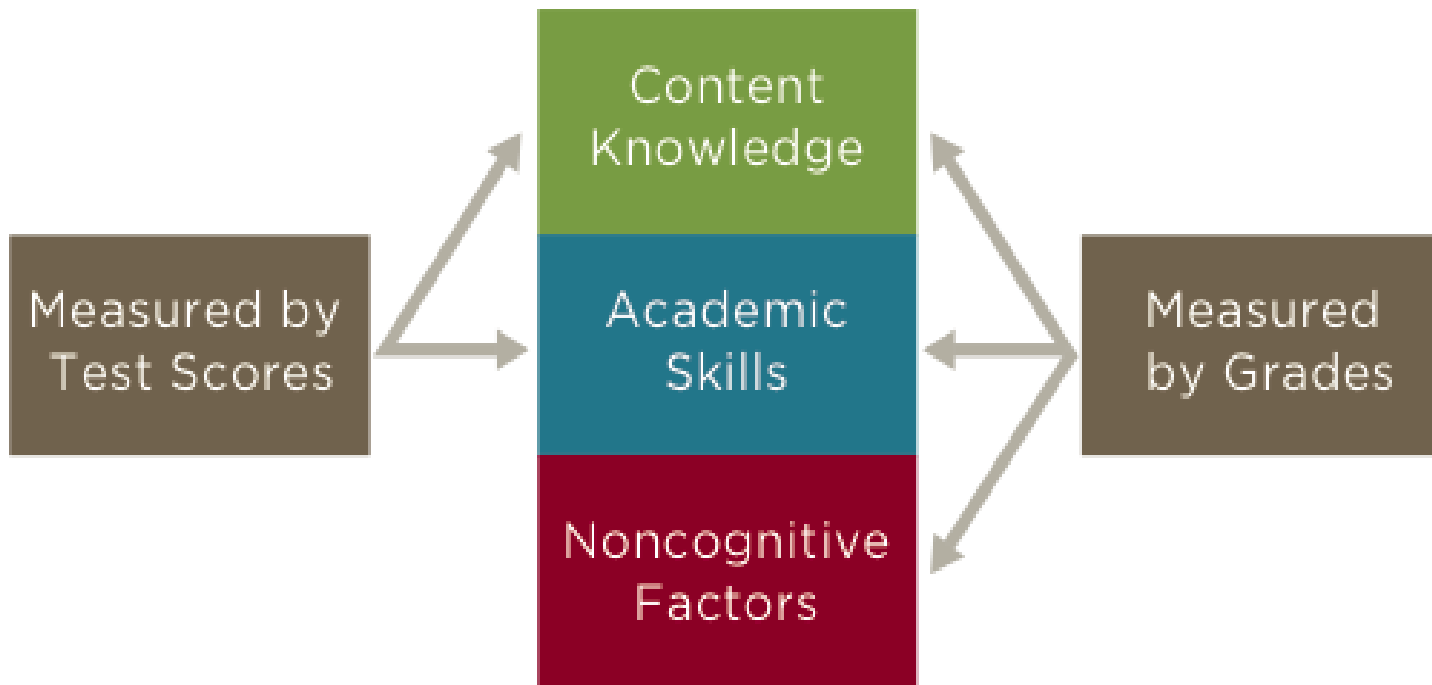 Content
Knowledge
Measured by
Test Scores
Academic
Skills
Measured
by Grades
Noncognitive
Factors